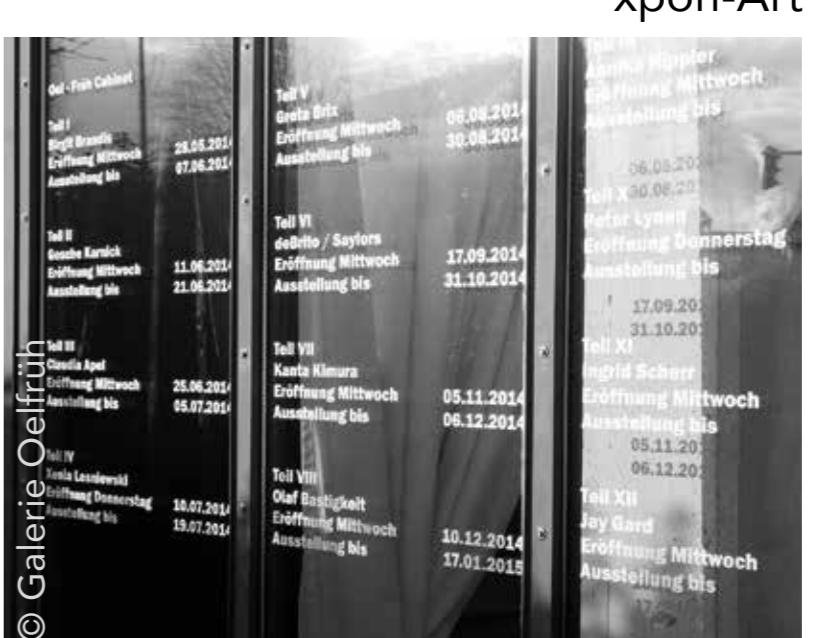 xpon-Art
Oel-Früh Cabinet
Teil I
Birgit Brandis
Eröffnung Mittwoch 28.05.2014
Ausstellung bis 07.06.2014
Teil II
Gesche Karnick
Eröffnung Mittwoch 11.06.2014
Ausstellung bis 21.06.2014
Teil III
Claudia Apel
Eröffnung Mittwoch 25.06.2014
Ausstellung bis 05.07.2014
Teil IV
Xenia Lesniewski
Eröffnung Donnerstag 10.07.2014
Ausstellung bis 19.07.2014
Teil V
Greta Brix
Eröffnung Mittwoch 06.08.2014
Ausstellung bis 30.08.2014
Teil VI
deBrito / Saylors
Eröffnung Mittwoch 17.09.2014
Ausstellung bis 31.10.2014
Teil VII
Kanta Kimura
Eröffnung Mittwoch 05.11.2014
Ausstellung bis 06.12.2014
Teil VIII
Olaf Bastigkeit
Eröffnung Mittwoch 10.12.2014
Ausstellung bis 17.01.2015
Teil IX
Annika Kippler
Eröffnung Mittwoch
Ausstellung bis
Teil X
Peter Lynen
Eröffnung Donnerstag
Ausstellung bis
Teil XI
Ingrid Scherr
Eröffnung Mittwoch
Ausstellung bis
Teil XII
Jay Gard
Eröffnung Mittwoch
Ausstellung bis
© Galerie Oelfrüh